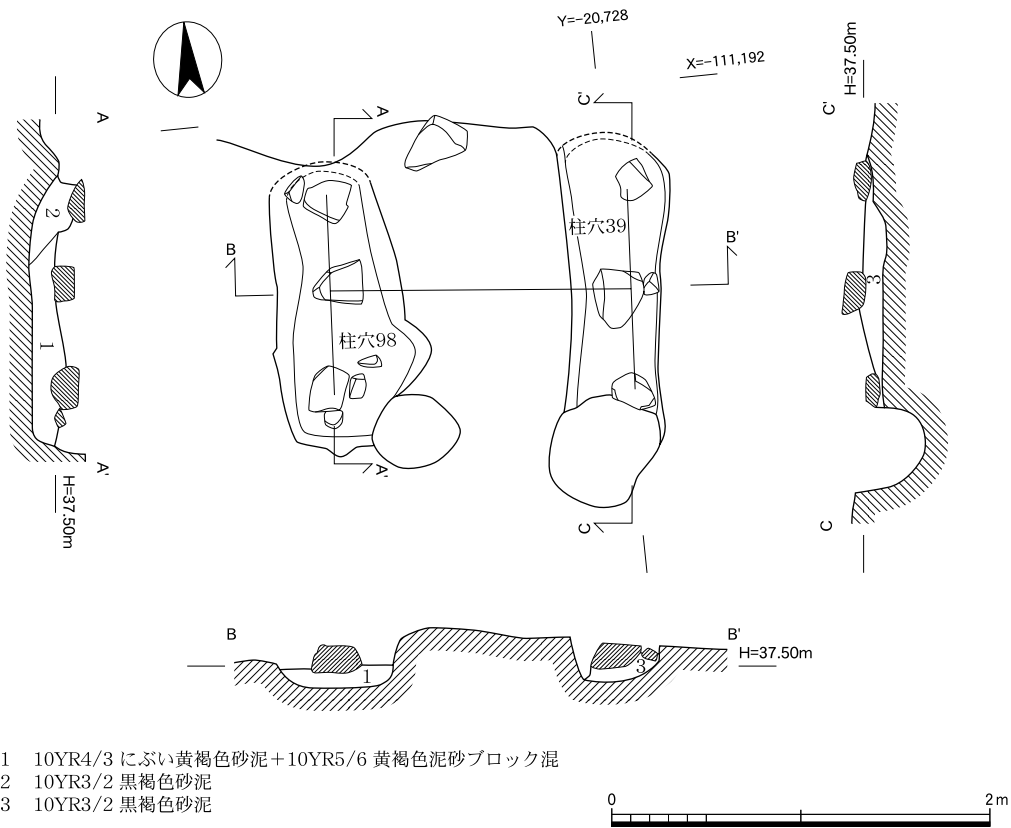 Y=-20,728
X=-111,192
H=37.50m
A
A
C'
C'
2
柱穴39
B
B'
3
1
柱穴98
A'
A'
H=37.50m
C
C
B
B'
H=37.50m
1
3
1 10YR4/3 にぶい黄褐色砂泥+10YR5/6 黄褐色泥砂ブロック混
2 10YR3/2 黒褐色砂泥
3 10YR3/2 黒褐色砂泥
0 2m